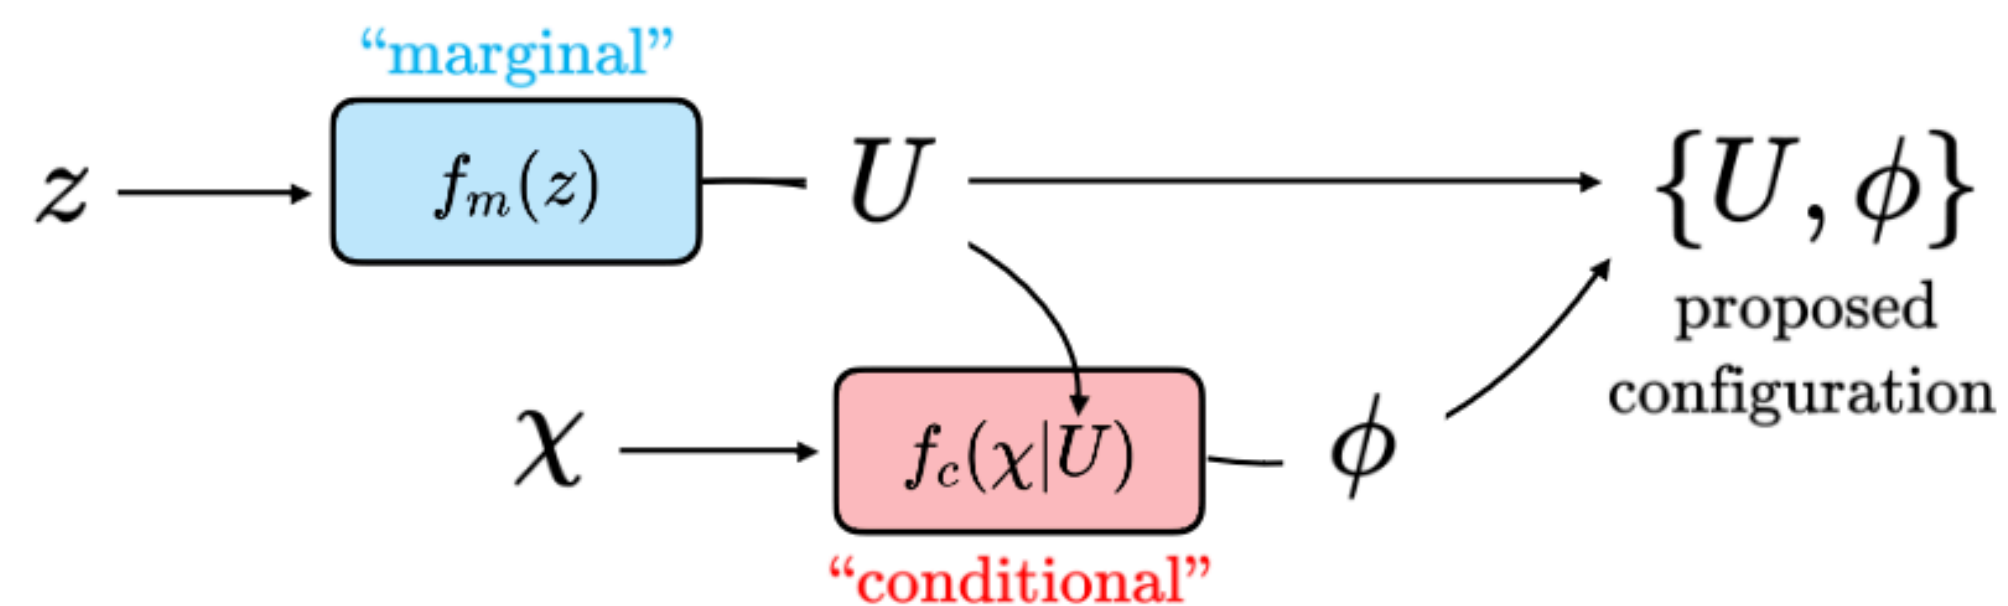 “marginal”
z
f_m(z)
U
{U, ϕ}
proposed
configuration
χ
f_c(χ|U)
ϕ
“conditional”